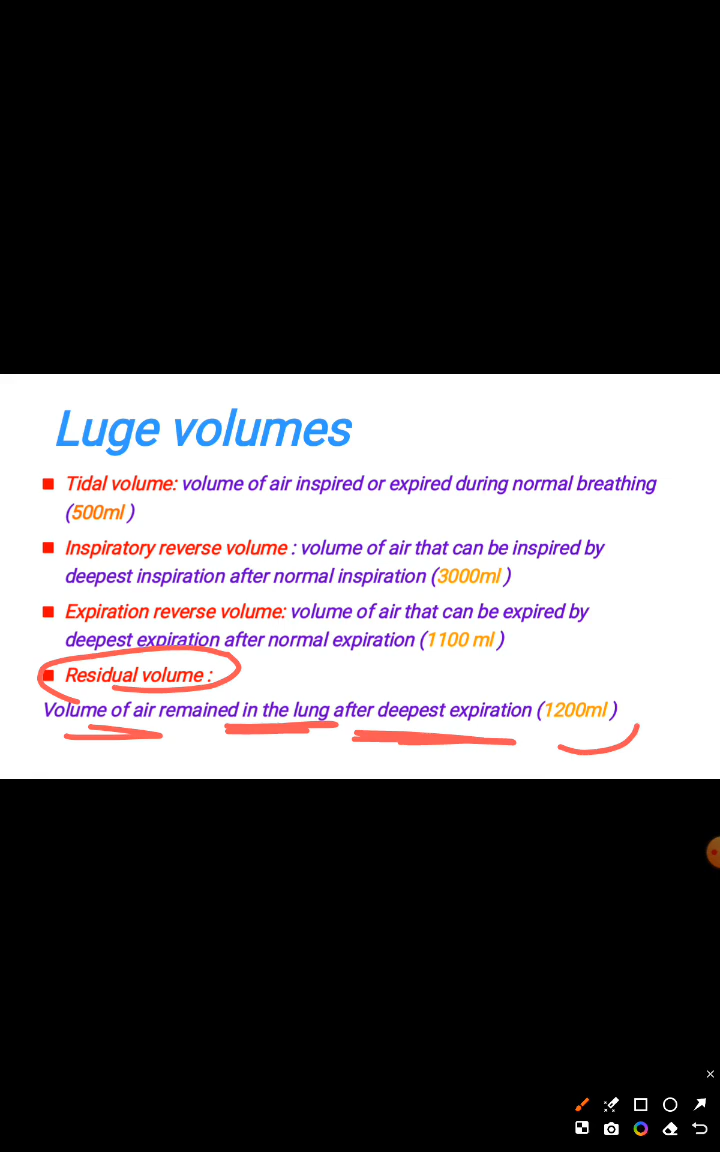 Luge volumes
Tidal volume: volume of air inspired or expired during normal breathing
(500ml )
Inspiratory reverse volume : volume of air that can be inspired by
deepest inspiration after normal inspiration (3000ml )
Expiration reverse volume: volume of air that can be expired by
deepest expiration after normal expiration (1100 ml )
Residual volume :
Volume of air remained in the lung after deepest expiration (1200ml )